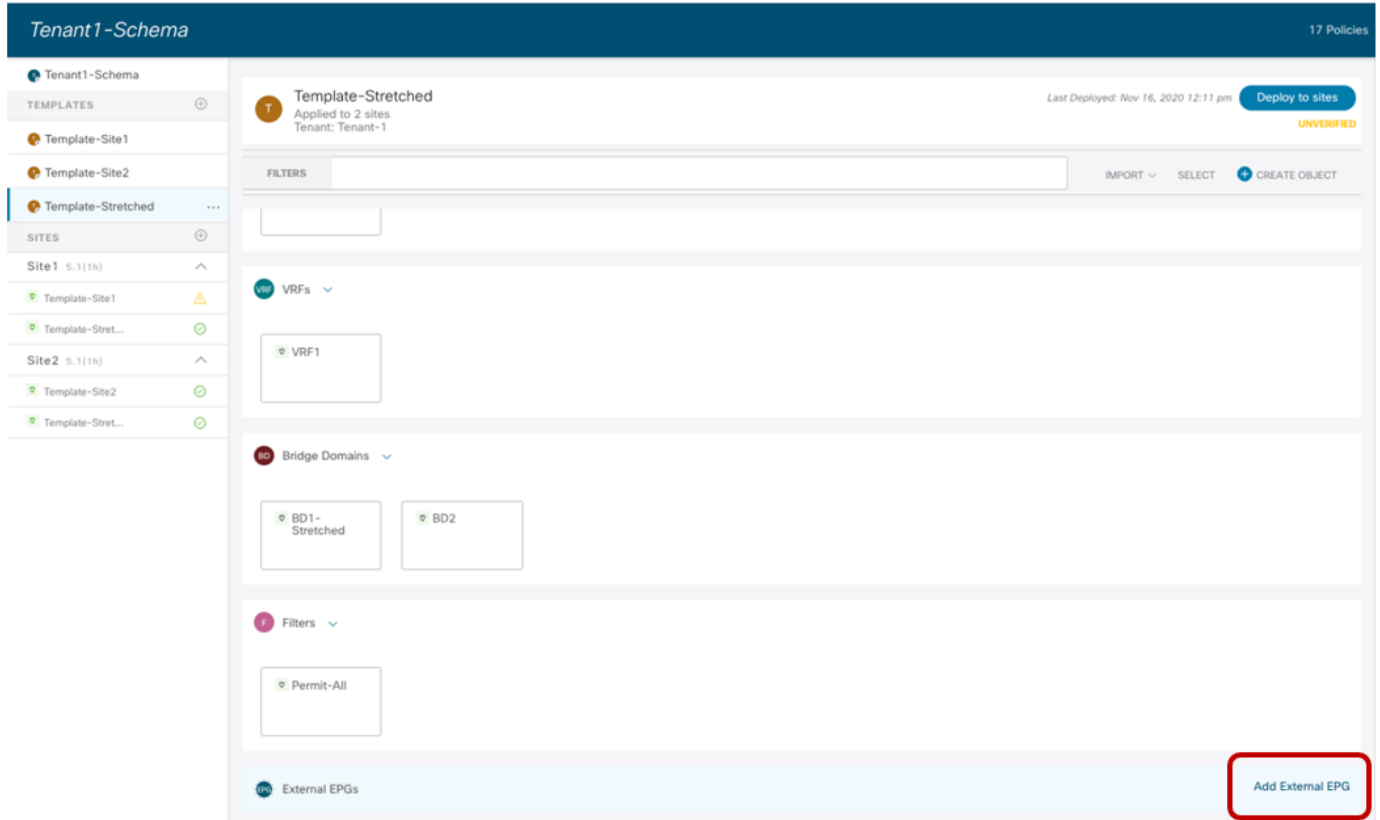 Tenant1-Schema
17 Policies
Tenant1-Schema
TEMPLATES
Template-Site1
Template-Site2
Template-Stretched
...
SITES
Site1 5.1(1h)
Template-Site1
Template-Stret...
Site2 5.1(1h)
Template-Site2
Template-Stret...
T
Template-Stretched
Applied to 2 sites
Tenant: Tenant-1
Last Deployed: Nov 16, 2020 12:11 pm
Deploy to sites
UNVERIFIED
FILTERS
IMPORT
SELECT
CREATE OBJECT
VRF VRFs
VRF1
BD Bridge Domains
BD1-
Stretched
BD2
F Filters
Permit-All
EPG External EPGs
Add External EPG